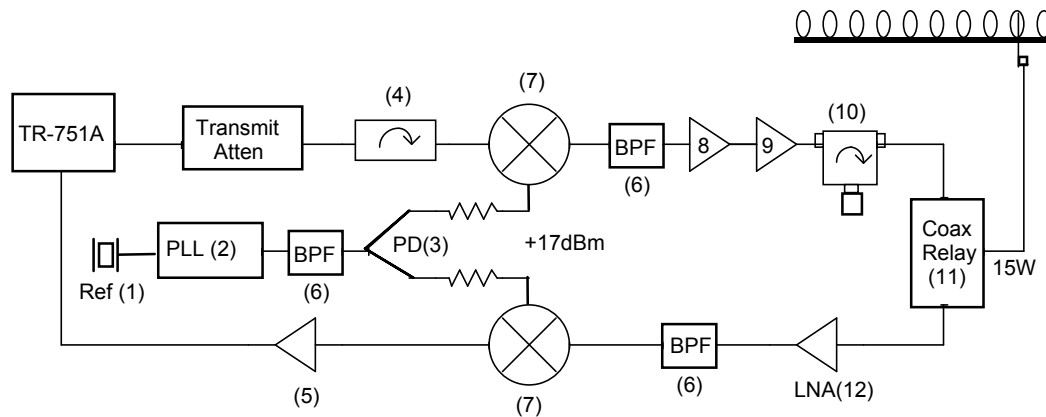 (7)
(4)
(10)
TR-751A
Transmit
Atten
BPF
8
9
(6)
PLL (2)
BPF
PD(3)
+17dBm
Coax
Relay
(11)
15W
Ref (1)
(6)
BPF
(5)
(7)
(6)
LNA(12)